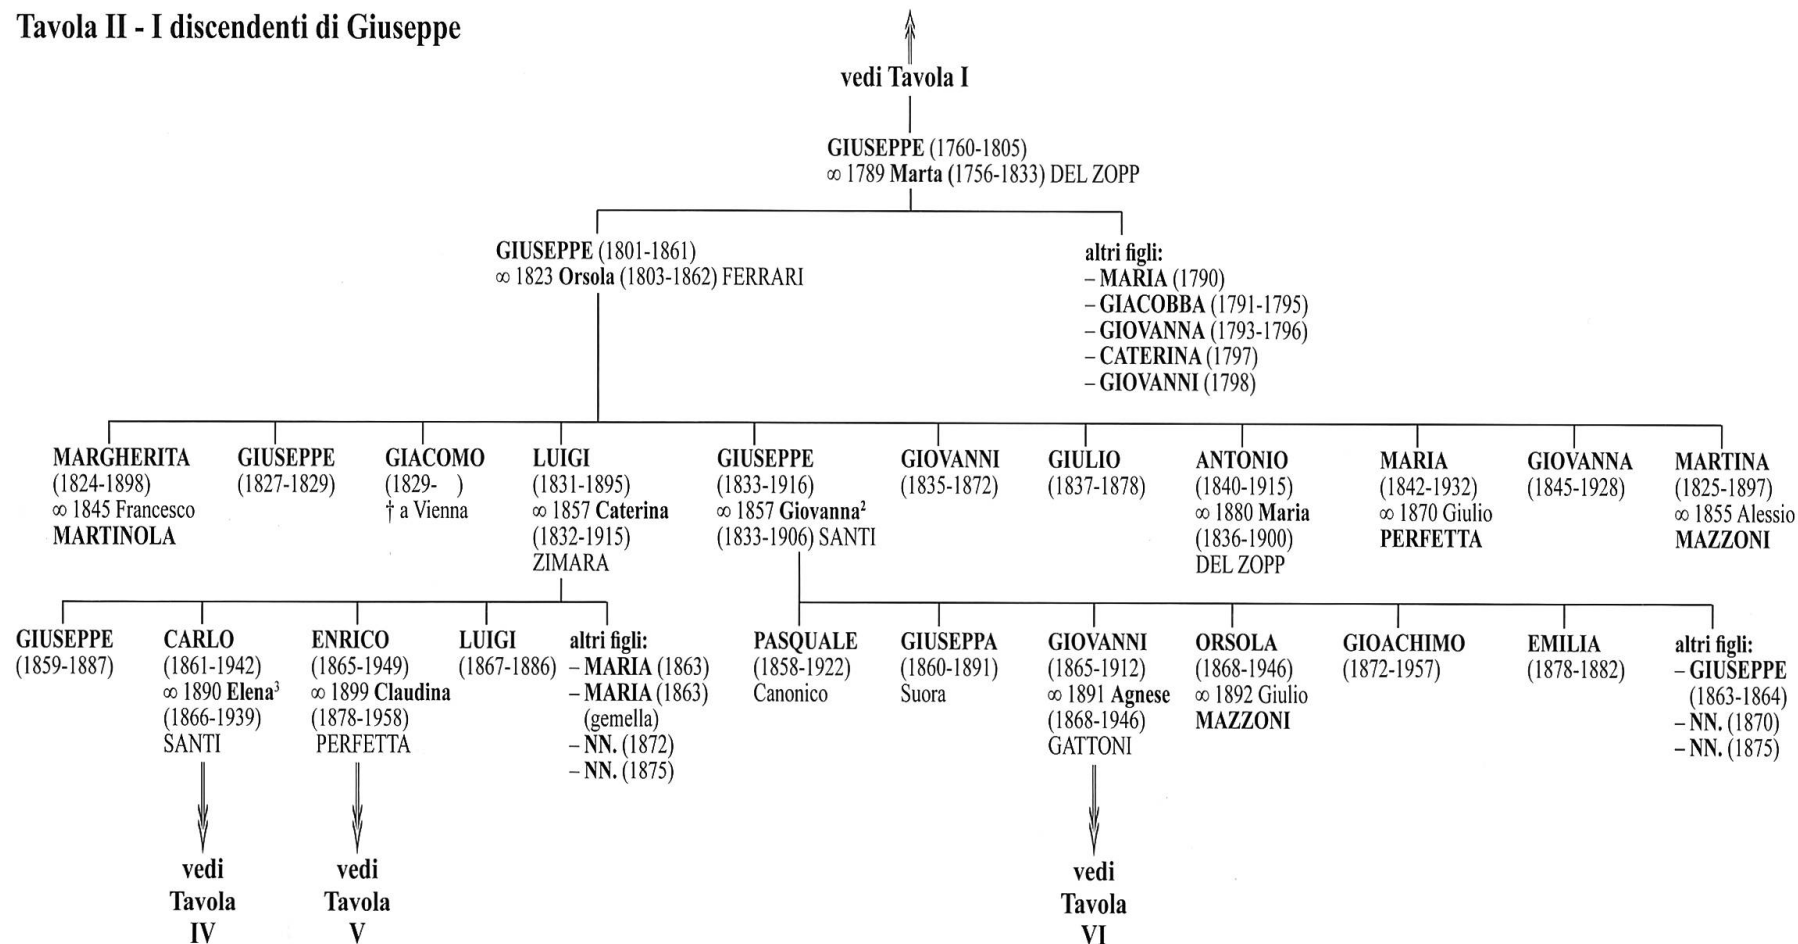 Tavola II - I discendenti di Giuseppe
vedi Tavola I
GIUSEPPE (1760-1805)
∞ 1789 Marta (1756-1833) DEL ZOPP
GIUSEPPE (1801-1861)
∞ 1823 Orsola (1803-1862) FERRARI
altri figli:
– MARIA (1790)
– GIACOBBA (1791-1795)
– GIOVANNA (1793-1796)
– CATERINA (1797)
– GIOVANNI (1798)
MARGHERITA
(1824-1898)
∞ 1845 Francesco
MARTINOLA
GIUSEPPE
(1827-1829)
GIACOMO
(1829- )
† a Vienna
LUIGI
(1831-1895)
∞ 1857 Caterina
(1832-1915)
ZIMARA
GIUSEPPE
(1833-1916)
∞ 1857 Giovanna²
(1833-1906) SANTI
GIOVANNI
(1835-1872)
GIULIO
(1837-1878)
ANTONIO
(1840-1915)
∞ 1880 Maria
(1836-1900)
DEL ZOPP
MARIA
(1842-1932)
∞ 1870 Giulio
PERFETTA
GIOVANNA
(1845-1928)
MARTINA
(1825-1897)
∞ 1855 Alessio
MAZZONI
GIUSEPPE
(1859-1887)
CARLO
(1861-1942)
∞ 1890 Elena³
(1866-1939)
SANTI
ENRICO
(1865-1949)
∞ 1899 Claudina
(1878-1958)
PERFETTA
LUIGI
(1867-1886)
altri figli:
– MARIA (1863)
– MARIA (1863)
(gemella)
– NN. (1872)
– NN. (1875)
PASQUALE
(1858-1922)
Canonico
GIUSEPPA
(1860-1891)
Suora
GIOVANNI
(1865-1912)
∞ 1891 Agnese
(1868-1946)
GATTONI
ORSOLA
(1868-1946)
∞ 1892 Giulio
MAZZONI
GIOACHIMO
(1872-1957)
EMILIA
(1878-1882)
altri figli:
– GIUSEPPE
(1863-1864)
– NN. (1870)
– NN. (1875)
vedi
Tavola
IV
vedi
Tavola
V
vedi
Tavola
VI